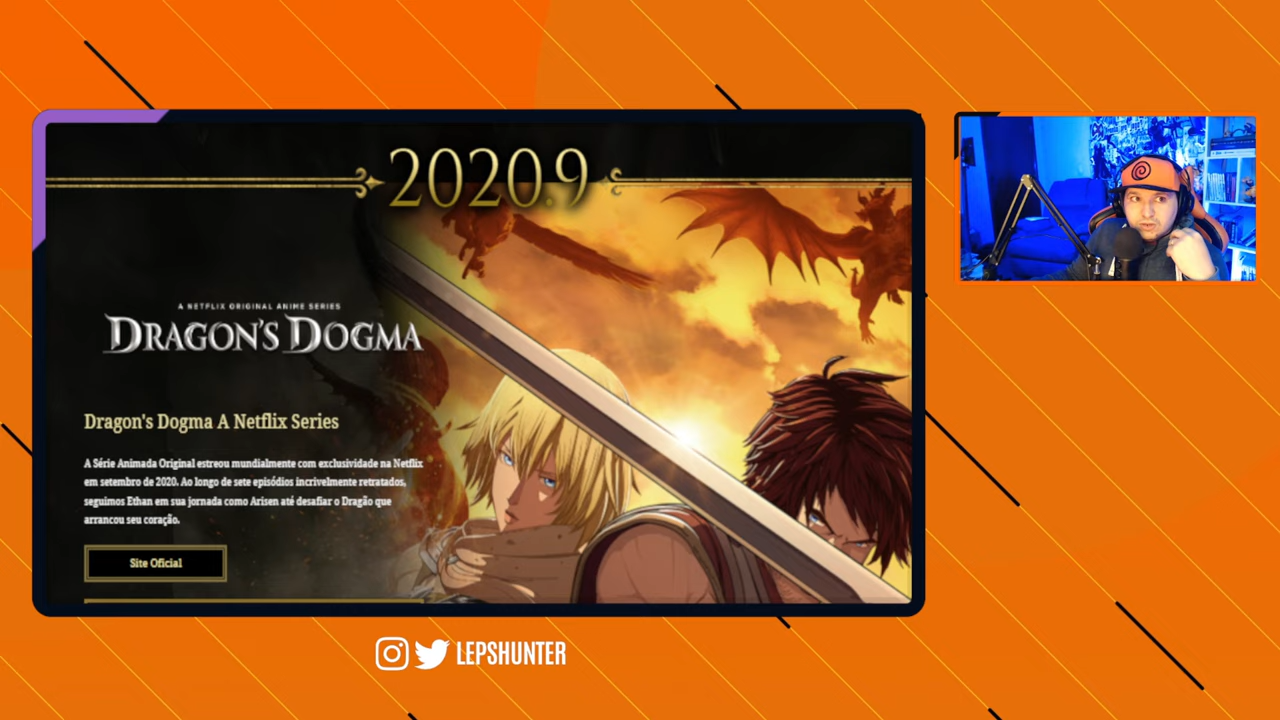 2020.9
A NETFLIX ORIGINAL ANIME SERIES
DRAGON'S DOGMA
Dragon's Dogma A Netflix Series
A Série Animada Original estreou mundialmente com exclusividade na Netflix
em setembro de 2020. Ao longo de sete episódios incrivelmente retratados,
seguimos Ethan em sua jornada como Arisen até desafiar o Dragão que
arrancou seu coração.
Site Oficial
LEPSHUNTER